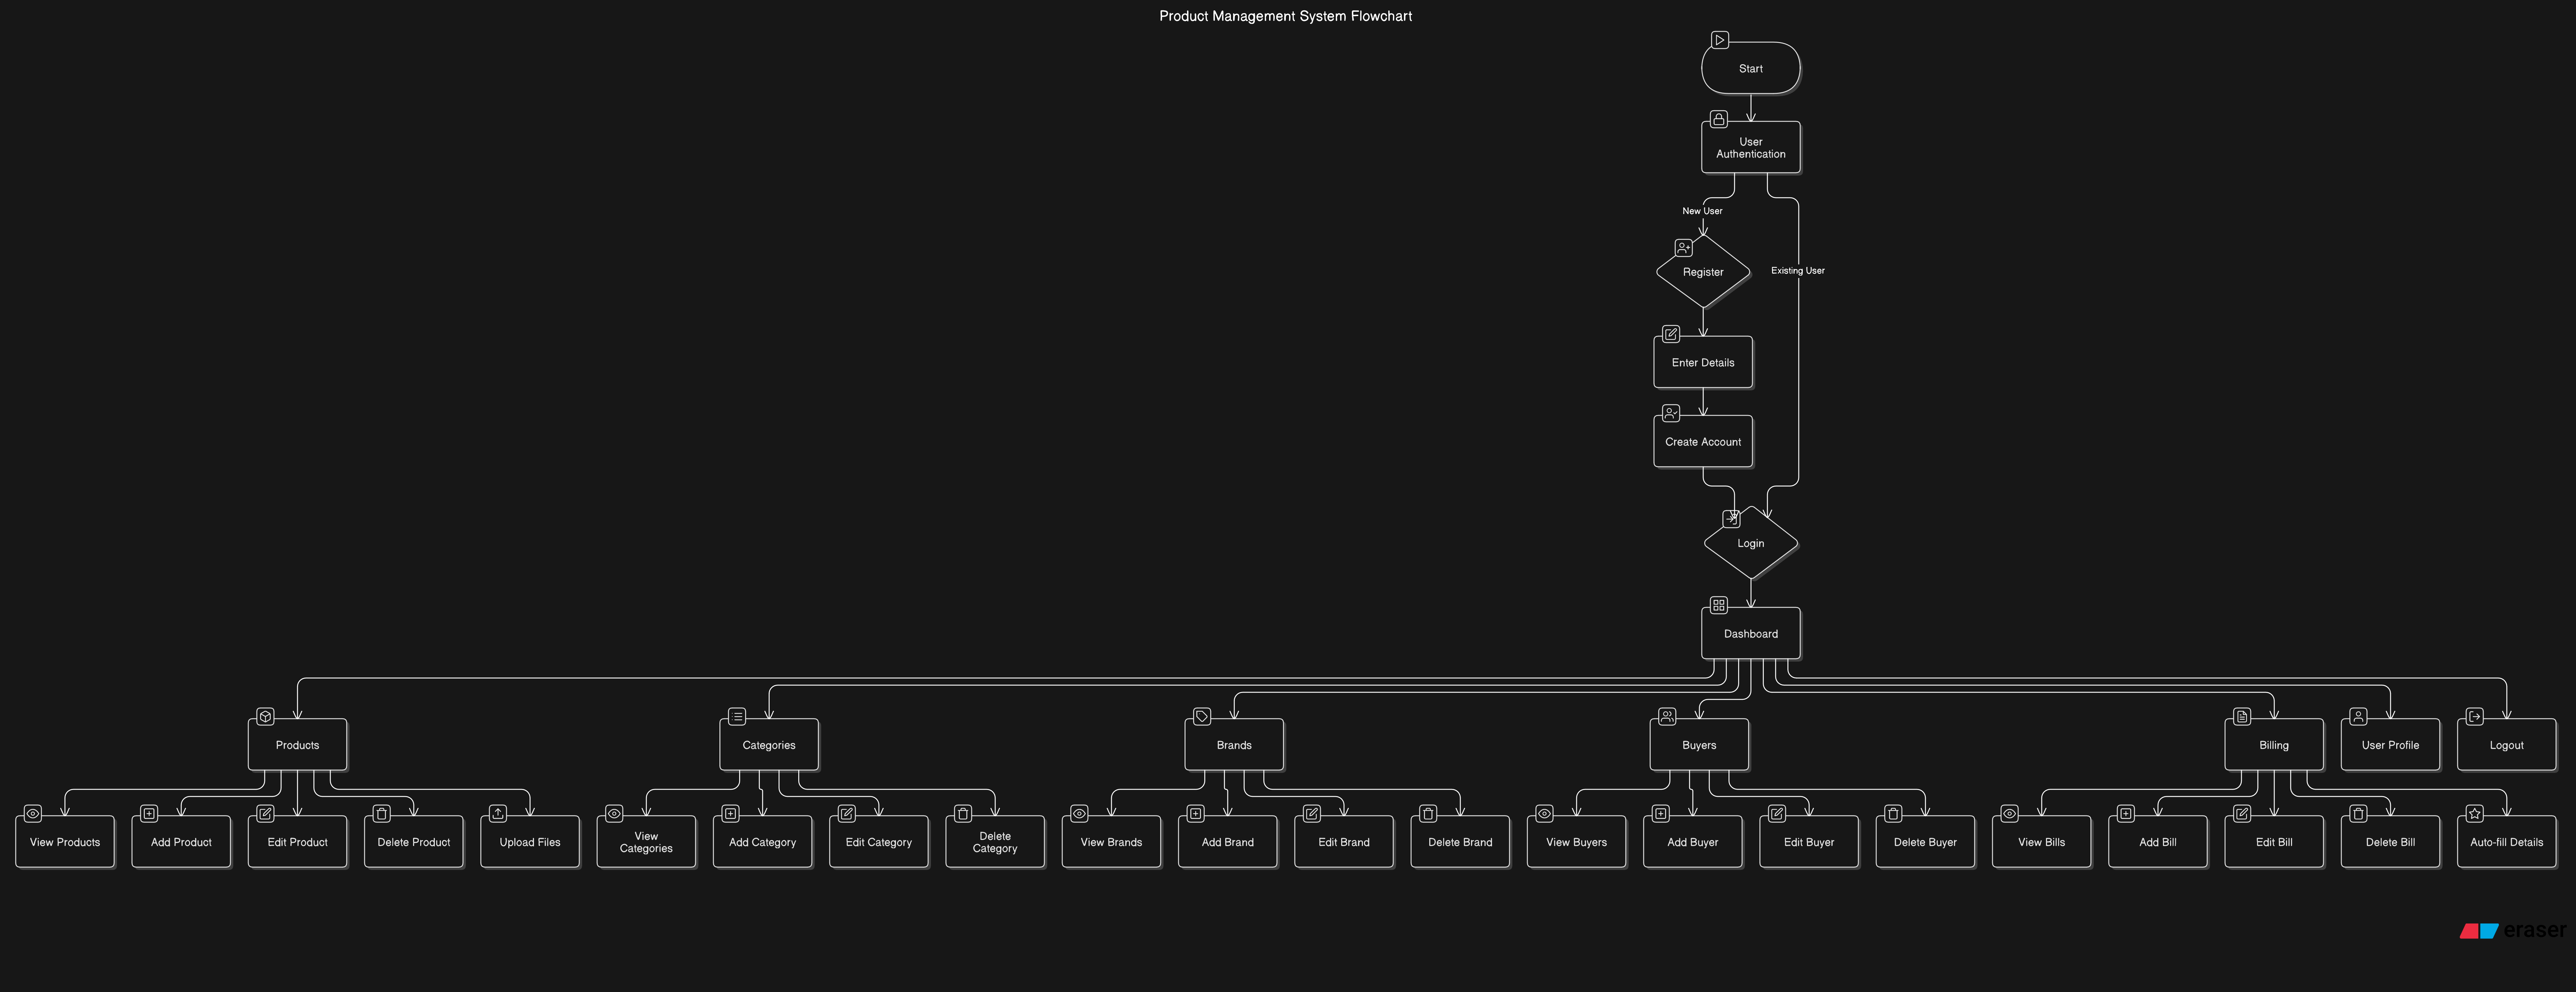 Product Management System Flowchart
Start
User
Authentication
New User
Register
Existing User
Enter Details
Create Account
Login
Dashboard
Products
Categories
Brands
Buyers
Billing
User Profile
Logout
View Products
Add Product
Edit Product
Delete Product
Upload Files
View
Categories
Add Category
Edit Category
Delete
Category
View Brands
Add Brand
Edit Brand
Delete Brand
View Buyers
Add Buyer
Edit Buyer
Delete Buyer
View Bills
Add Bill
Edit Bill
Delete Bill
Auto-fill Details
eraser